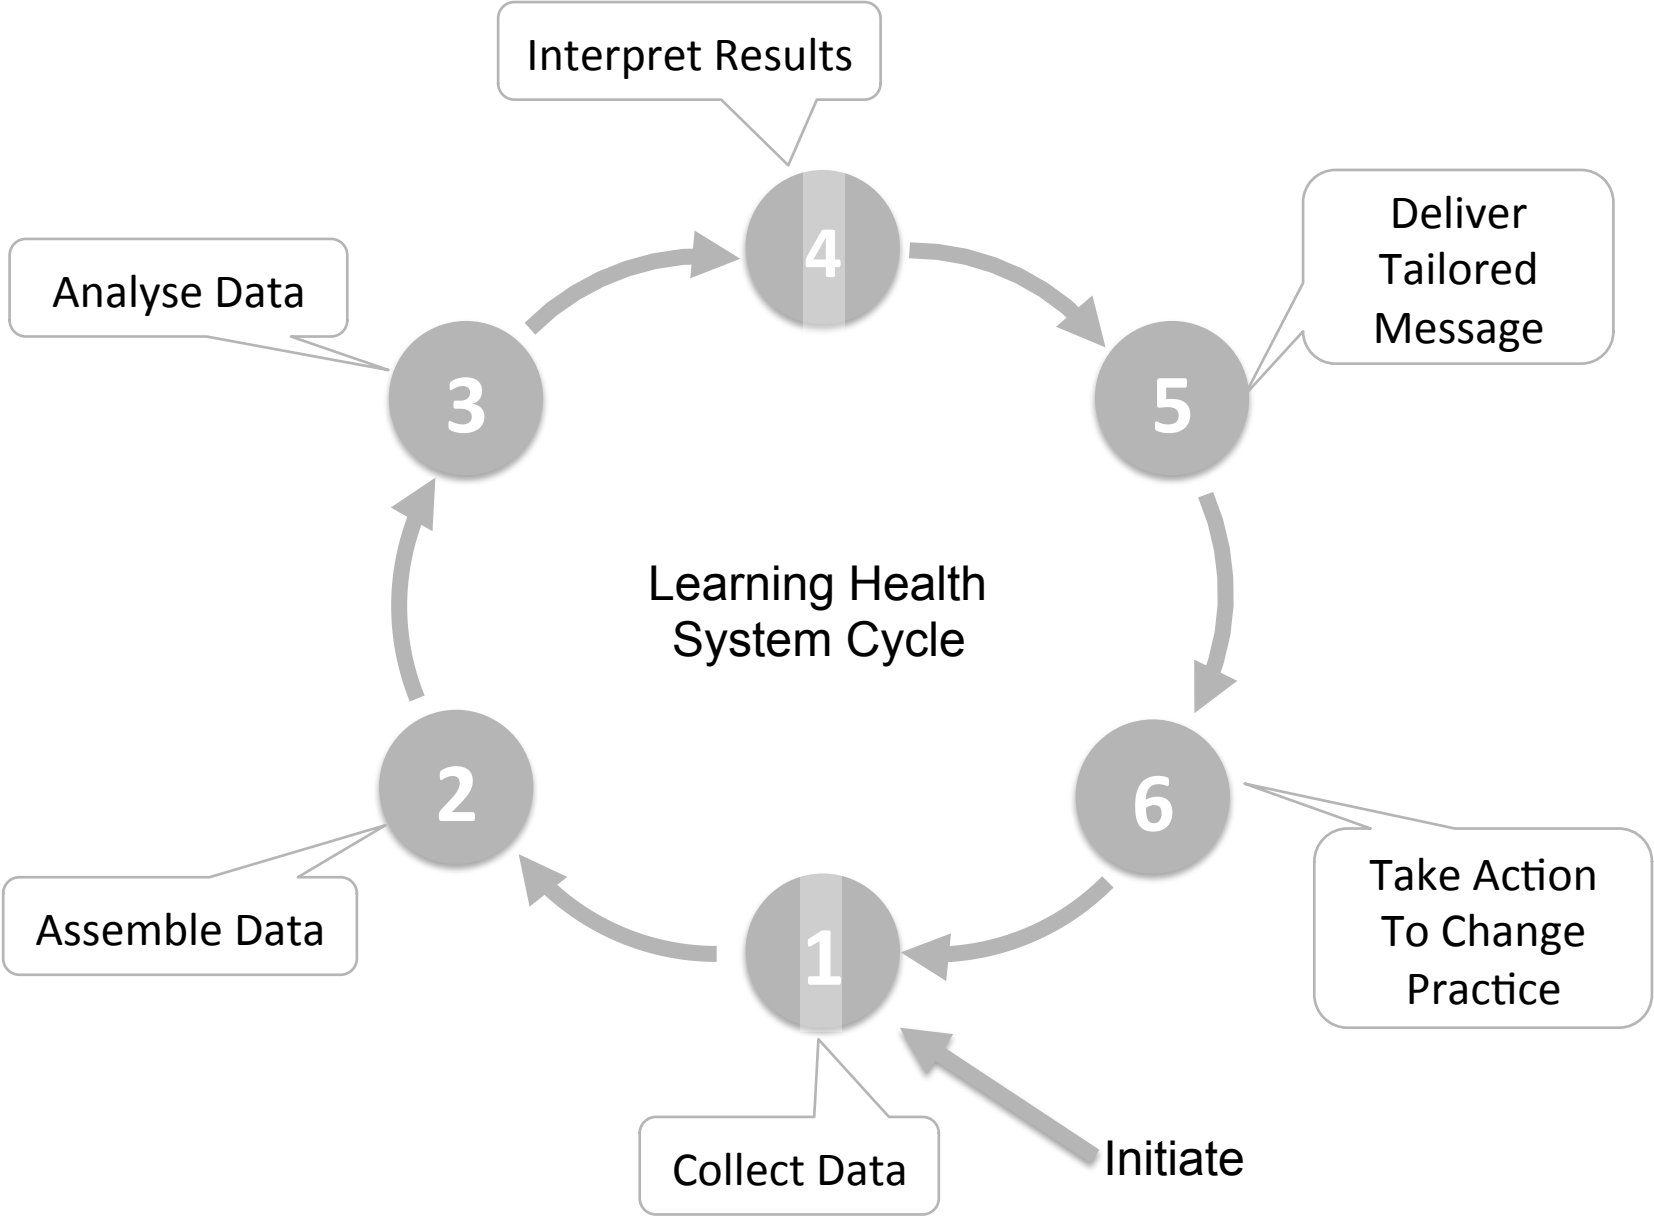 Interpret Results
4
Deliver
Tailored
Message
Analyse Data
3
5
Learning Health
System Cycle
2
6
Assemble Data
1
Take Action
To Change
Practice
Collect Data
Initiate